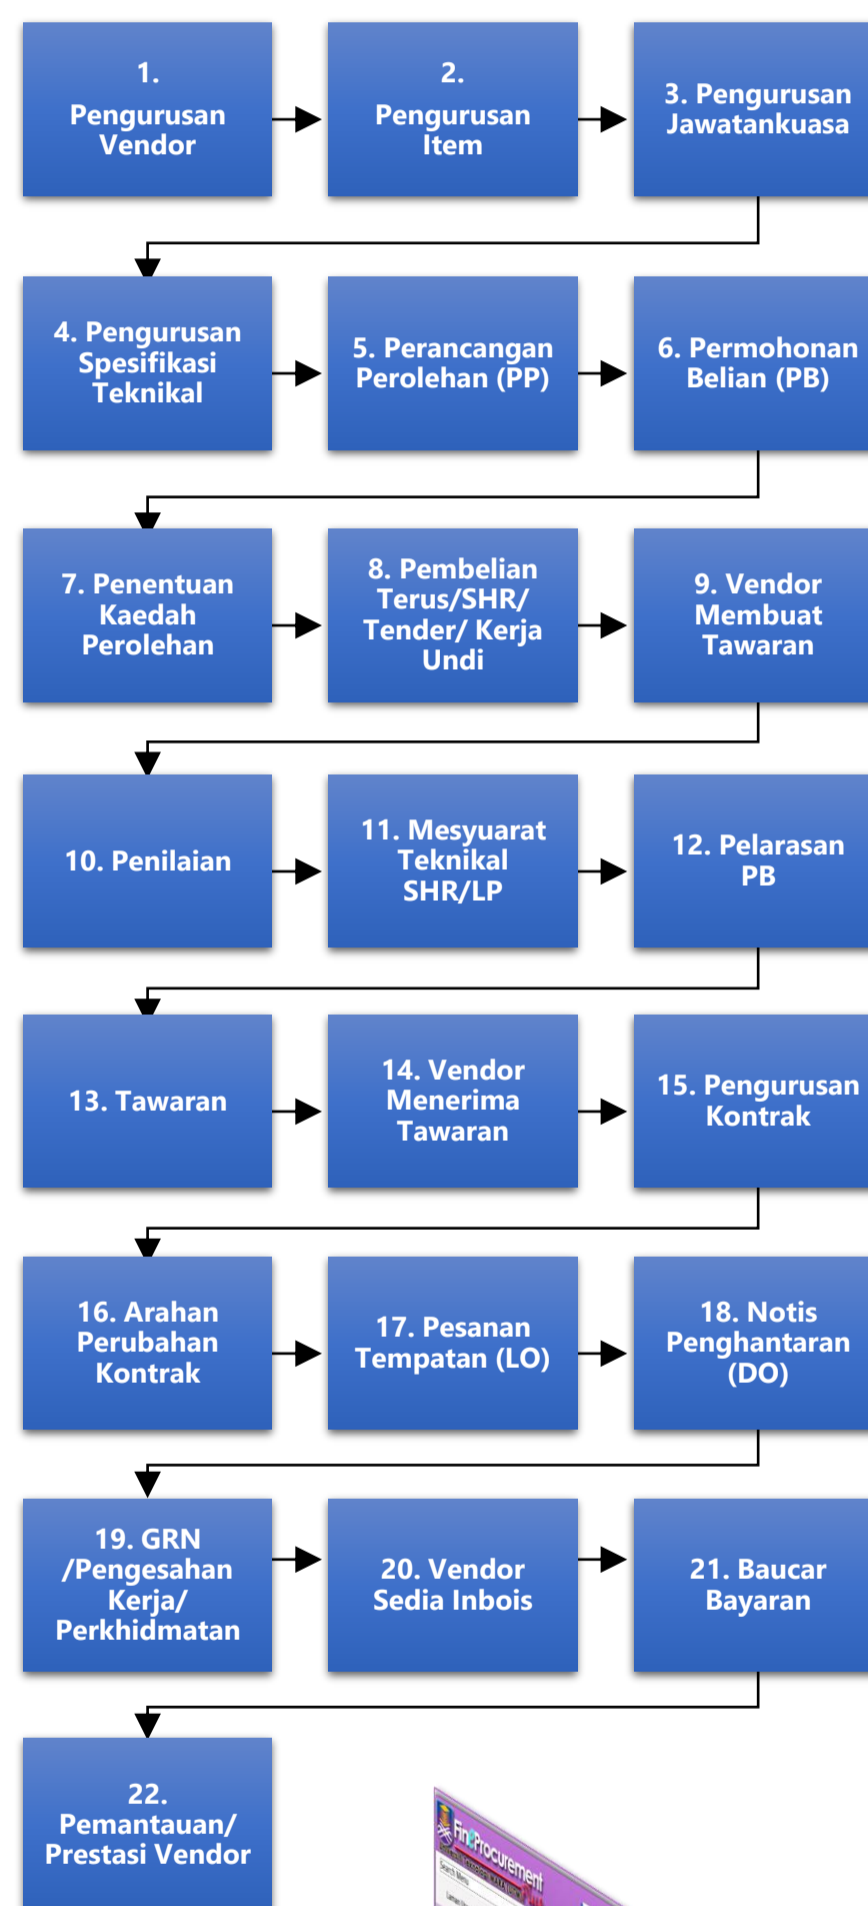 1.
Pengurusan
Vendor
2.
Pengurusan
Item
3. Pengurusan
Jawatankuasa
4. Pengurusan
Spesifikasi
Teknikal
5. Perancangan
Perolehan (PP)
6. Permohonan
Belian (PB)
7. Penentuan
Kaedah
Perolehan
8. Pembelian
Terus/SHR/
Tender/ Kerja
Undi
9. Vendor
Membuat
Tawaran
10. Penilaian
11. Mesyuarat
Teknikal
SHR/LP
12. Pelarasan
PB
13. Tawaran
14. Vendor
Menerima
Tawaran
15. Pengurusan
Kontrak
16. Arahan
Perubahan
Kontrak
17. Pesanan
Tempatan (LO)
18. Notis
Penghantaran
(DO)
19. GRN
/Pengesahan
Kerja/
Perkhidmatan
20. Vendor
Sedia Inbois
21. Baucar
Bayaran
22.
Pemantauan/
Prestasi Vendor
FineProcurement
Search Menu